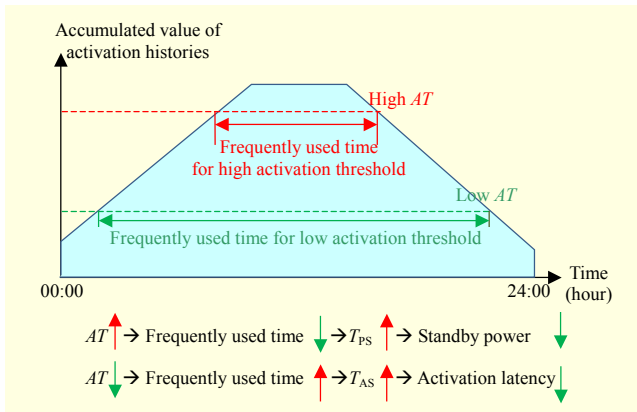 Accumulated value of
activation histories
High AT
Frequently used time
for high activation threshold
Low AT
Frequently used time for low activation threshold
00:00
24:00
Time
(hour)
AT → Frequently used time → TPS → Standby power
AT → Frequently used time → TAS → Activation latency